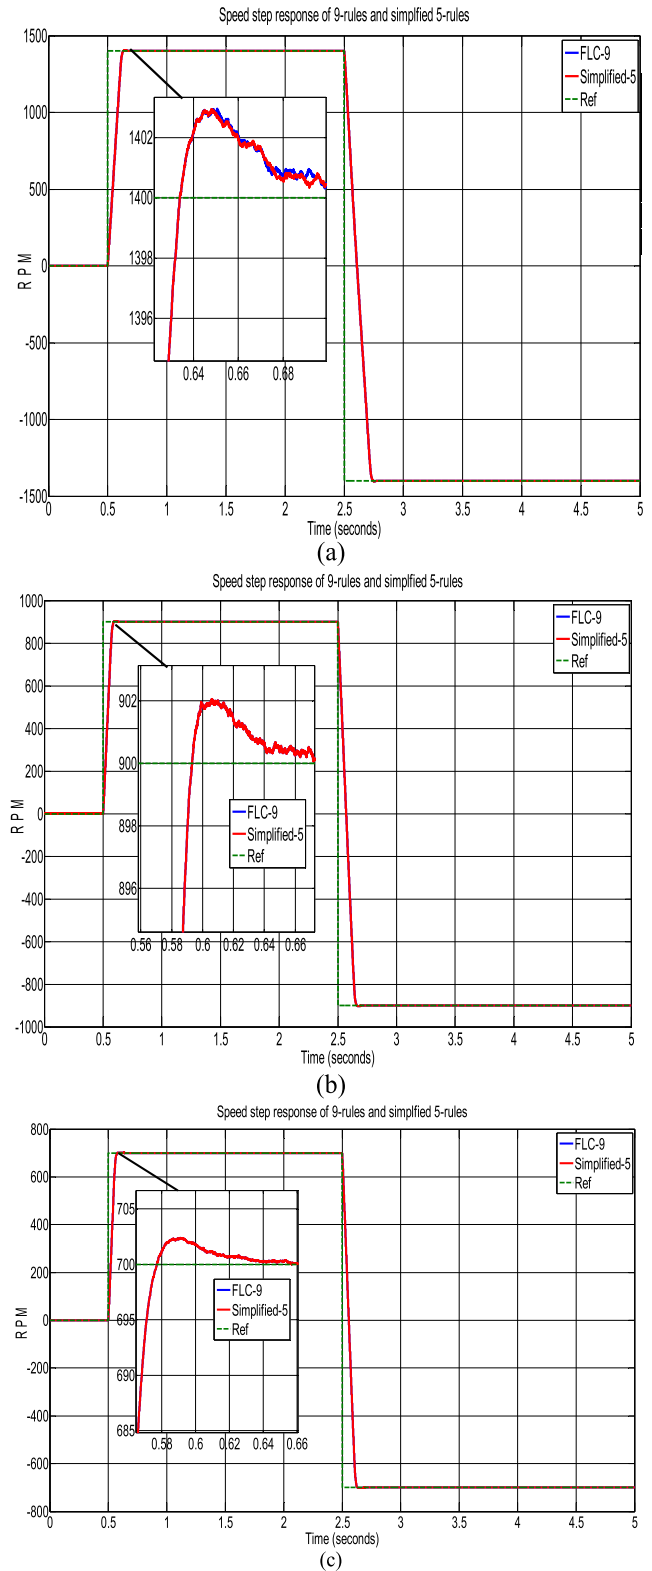 Speed step response of 9-rules and simplfied 5-rules
1500
1000
500
0
-500
-1000
-1500
R P M
FLC-9
Simplified-5
Ref
1402
1400
1398
1396
0.64 0.66 0.68
0 0.5 1 1.5 2 2.5 3 3.5 4 4.5 5
Time (seconds)
(a)
Speed step response of 9-rules and simplfied 5-rules
1000
800
600
400
200
0
-200
-400
-600
-800
-1000
R P M
FLC-9
Simplified-5
Ref
902
900
898
896
FLC-9
Simplified-5
Ref
0.56 0.58 0.6 0.62 0.64 0.66
0 0.5 1 1.5 2 2.5 3 3.5 4 4.5 5
Time (seconds)
(b)
Speed step response of 9-rules and simplfied 5-rules
800
600
400
200
0
-200
-400
-600
-800
R P M
FLC-9
Simplified-5
Ref
705
700
695
690
685
FLC-9
Simplified-5
Ref
0.58 0.6 0.62 0.64 0.66
0 0.5 1 1.5 2 2.5 3 3.5 4 4.5 5
Time (seconds)
(c)